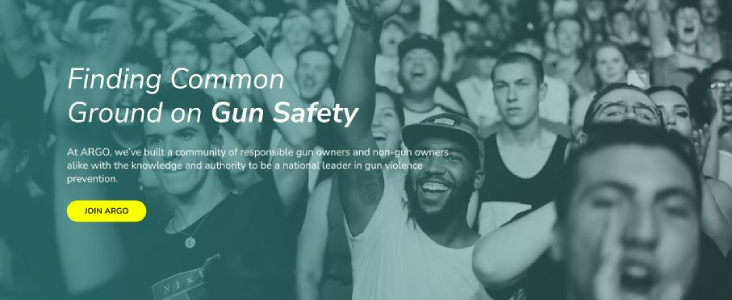 Finding Common
Ground on Gun Safety
At ARGO, we've built a community of responsible gun owners and non-gun owners
alike with the knowledge and authority to be a national leader in gun violence
prevention.
JOIN ARGO
NIKE